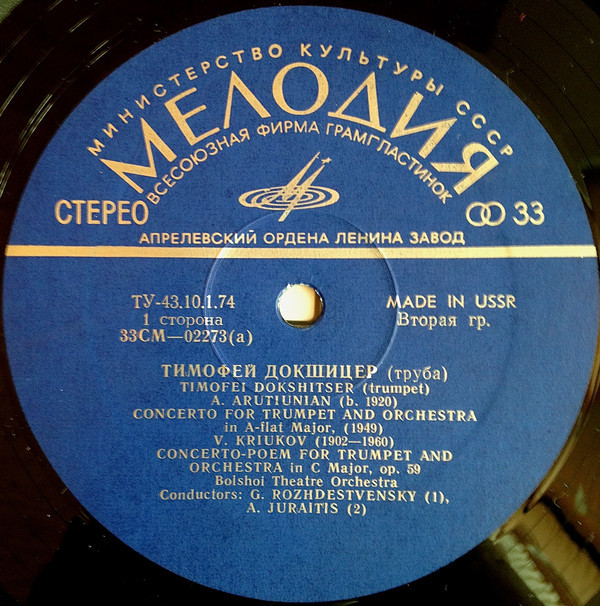 МИНИСТЕРСТВО КУЛЬТУРЫ СССР
МЕЛОДИЯ
ВСЕСОЮЗНАЯ ФИРМА ГРАМПЛАСТИНОК
СТЕРЕО
33
АПРЕЛЕВСКИЙ ОРДЕНА ЛЕНИНА ЗАВОД
ТУ-43.10.1.74
MADE IN USSR
1 сторона
Вторая гр.
33СМ—02273(а)
ТИМОФЕЙ ДОКШИЦЕР (труба)
TIMOFEI DOKSHITSER (trumpet)
A. ARUTIUNIAN (b. 1920)
CONCERTO FOR TRUMPET AND ORCHESTRA
in A-flat Major, (1949)
V. KRIUKOV (1902—1960)
CONCERTO-POEM FOR TRUMPET AND
ORCHESTRA in C Major, op. 59
Bolshoi Theatre Orchestra
Conductors: G. ROZHDESTVENSKY (1),
A. JURAITIS (2)